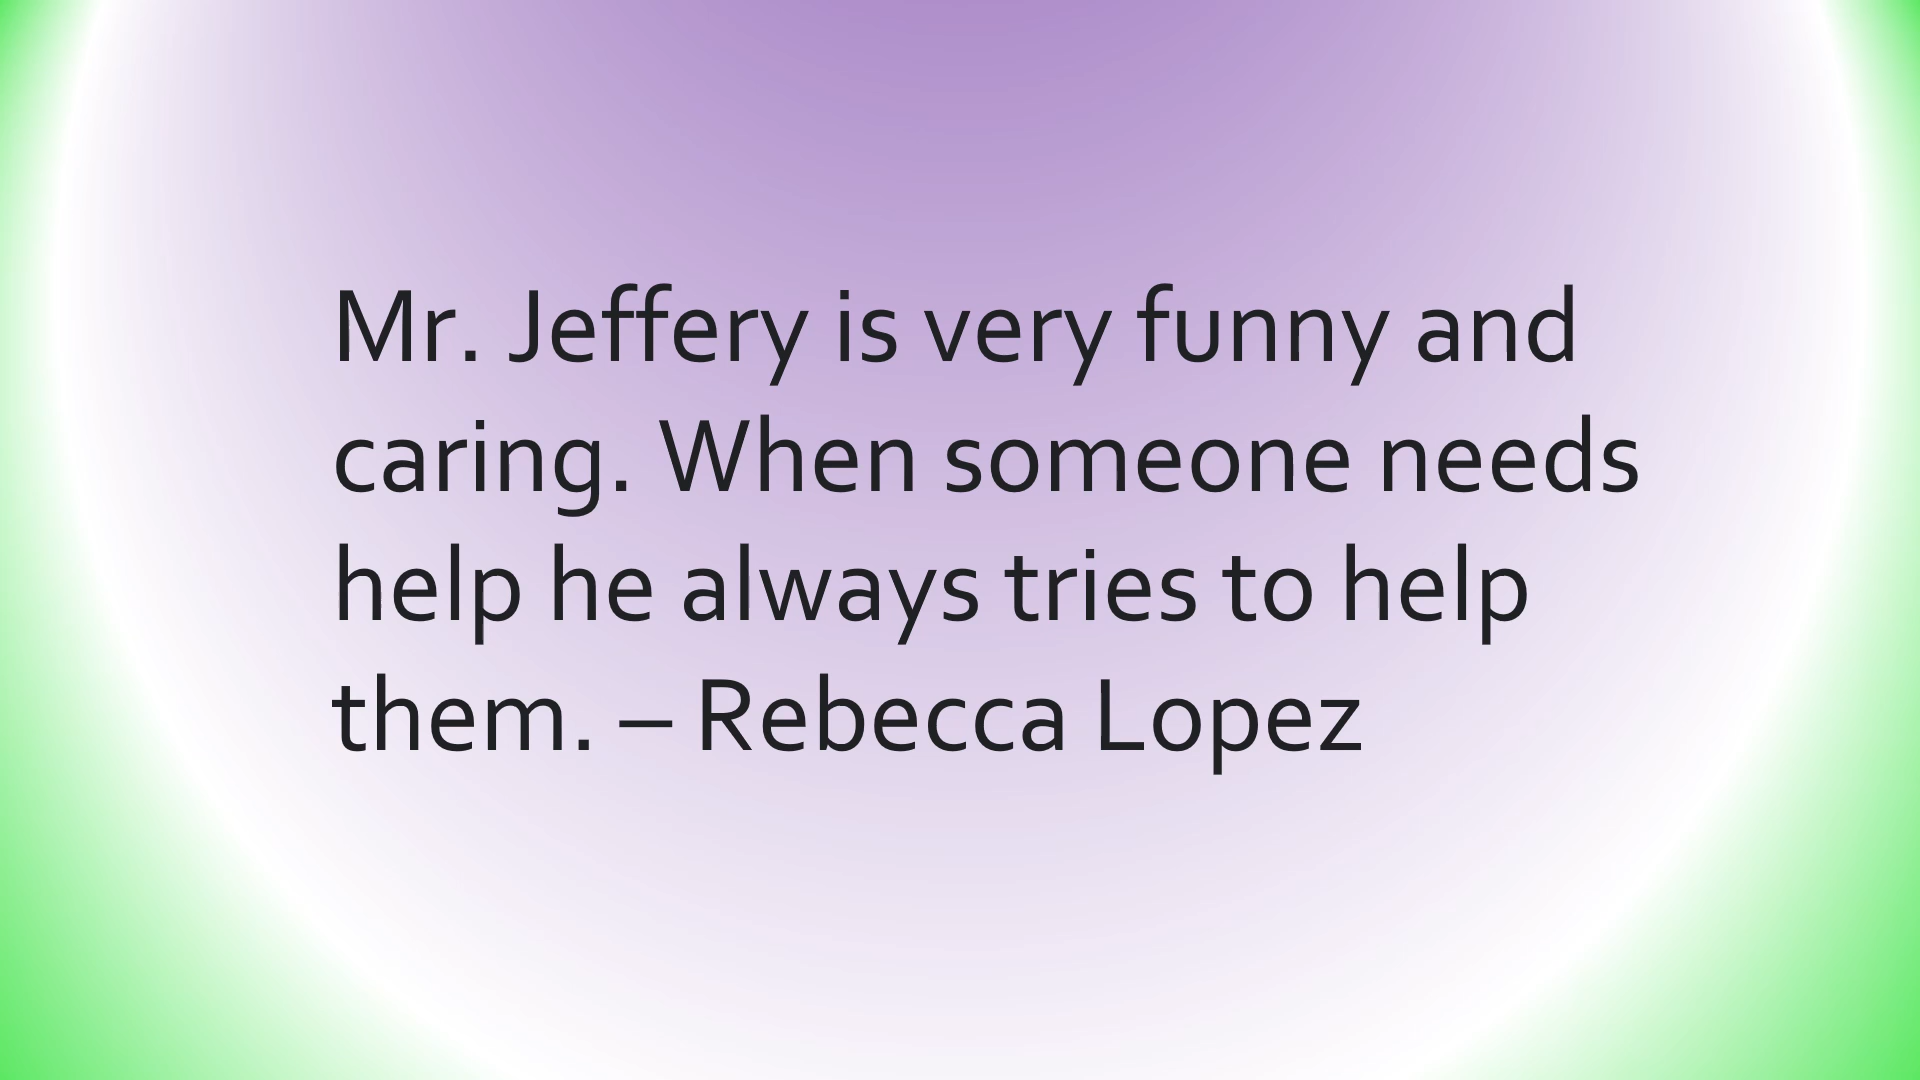 Mr. Jeffery is very funny and
caring. When someone needs
help he always tries to help
them. – Rebecca Lopez